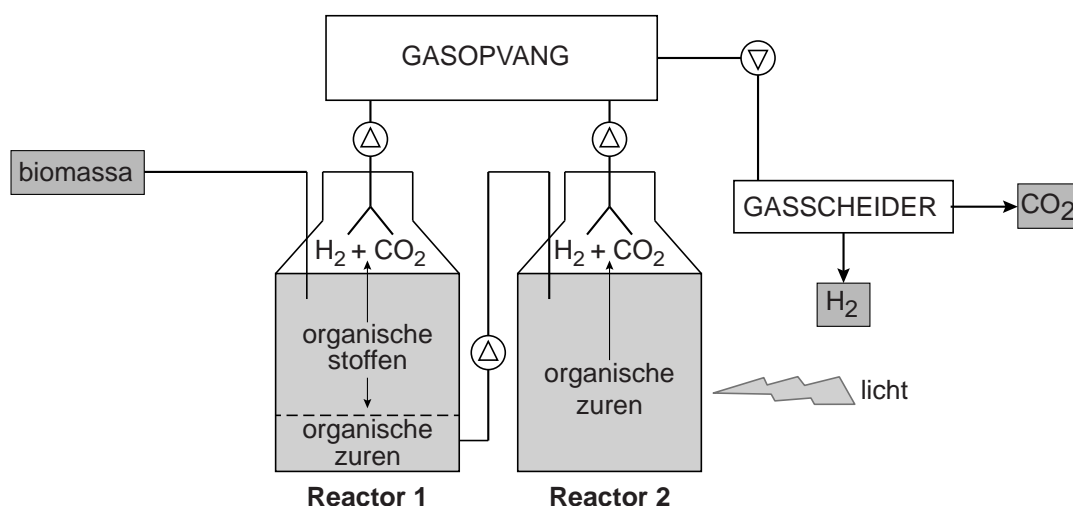 GASOPVANG
biomassa
GASSCHEIDER
CO₂
H₂ + CO₂
H₂ + CO₂
H₂
organische
stoffen
organische
zuren
licht
organische
zuren
Reactor 1
Reactor 2